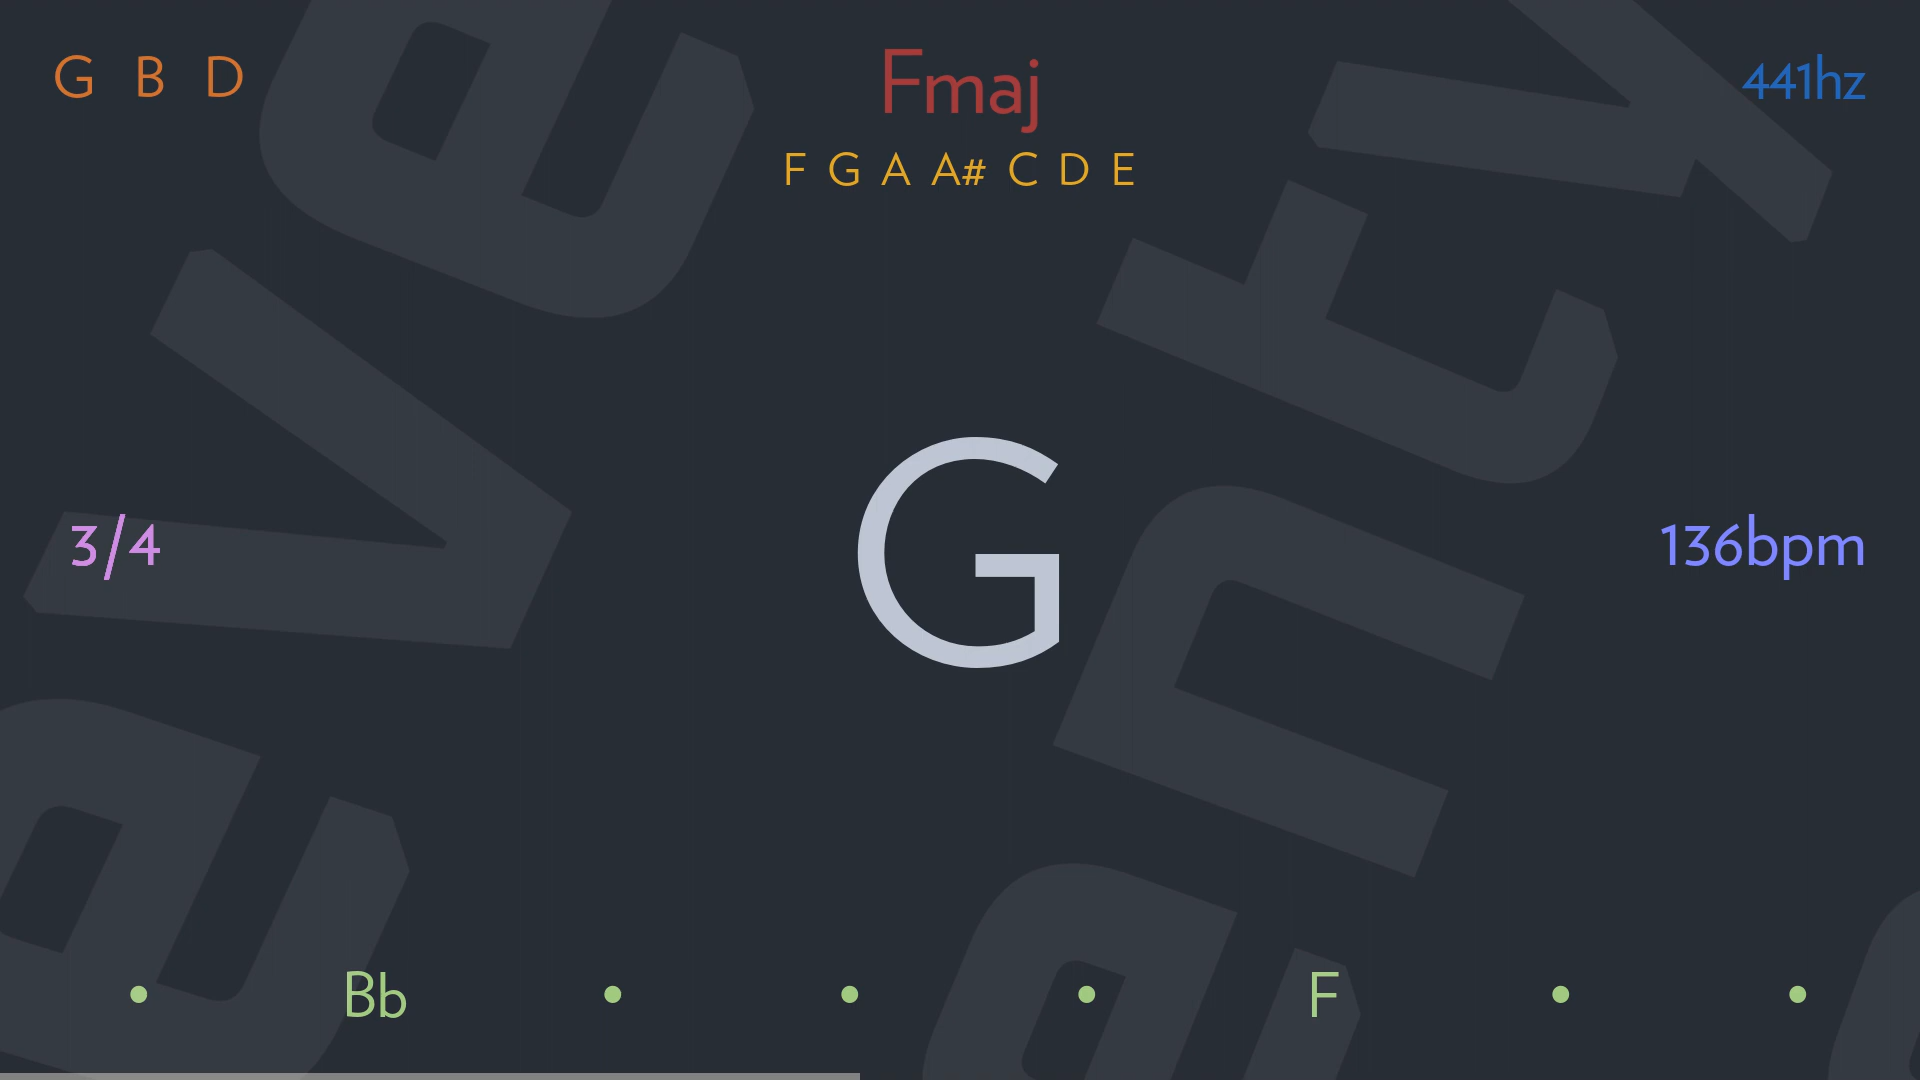 G B D
Fmaj
441hz
F G A A# C D E
G
3/4
136bpm
• Bb • • • F • •